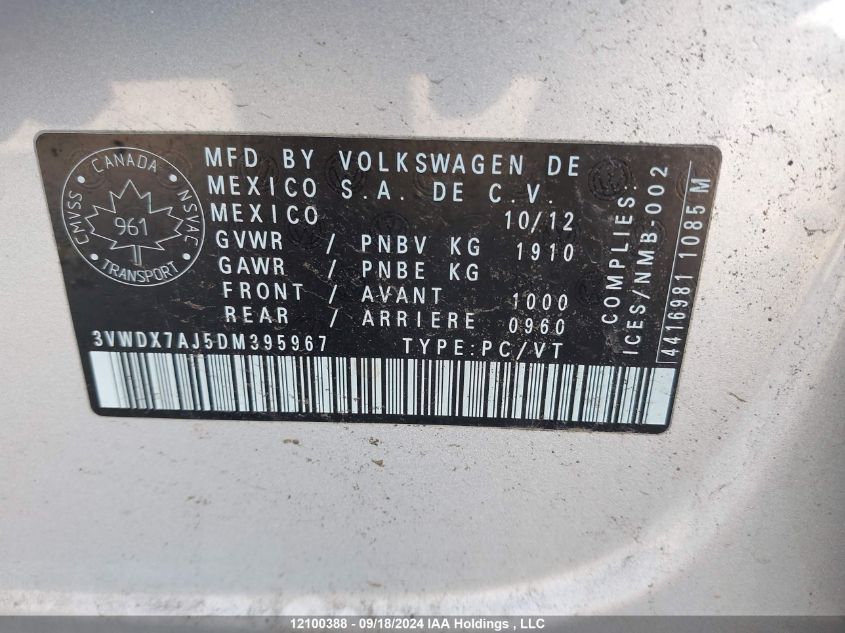 CANADA
CMVSS
NSVAC
961
TRANSPORT
MFD BY VOLKSWAGEN DE
MEXICO S.A. DE C.V.
MEXICO 10/12
GVWR / PNBV KG 1910
GAWR / PNBE KG
FRONT / AVANT 1000
REAR / ARRIERE 0960
3VWDX7AJ5DM395967 TYPE:PC/VT
COMPLIES:
ICES/NMB-002
4416981 1085 M
12100388 - 09/18/2024 IAA Holdings , LLC